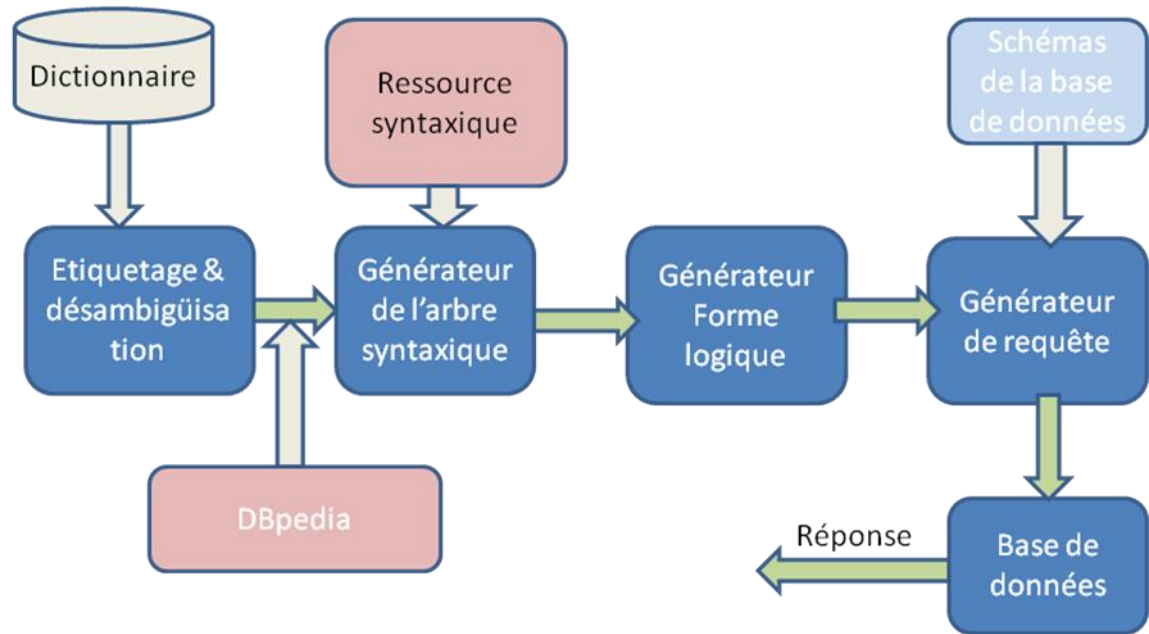 Dictionnaire
Ressource
syntaxique
Schémas
de la base
de données
Etiquetage &
désambigüisa
tion
Générateur
de l'arbre
syntaxique
Générateur
Forme
logique
Générateur
de requête
DBpedia
Réponse
Base de
données